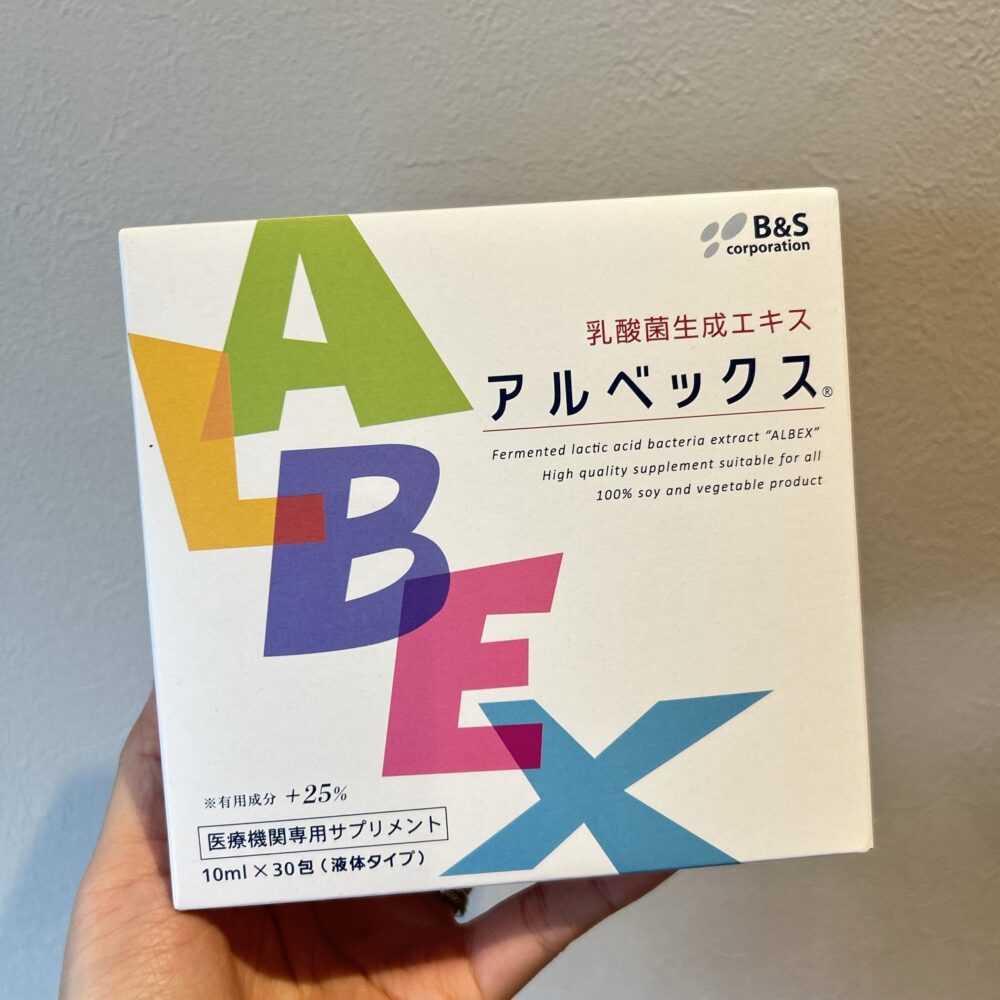 B&S
corporation
乳酸菌生成エキス
アルベックス®
Fermented lactic acid bacteria extract “ALBEX”
High quality supplement suitable for all
100% soy and vegetable product
ALBEX
※有用成分 +25%
医療機関専用サプリメント
10ml×30包(液体タイプ)